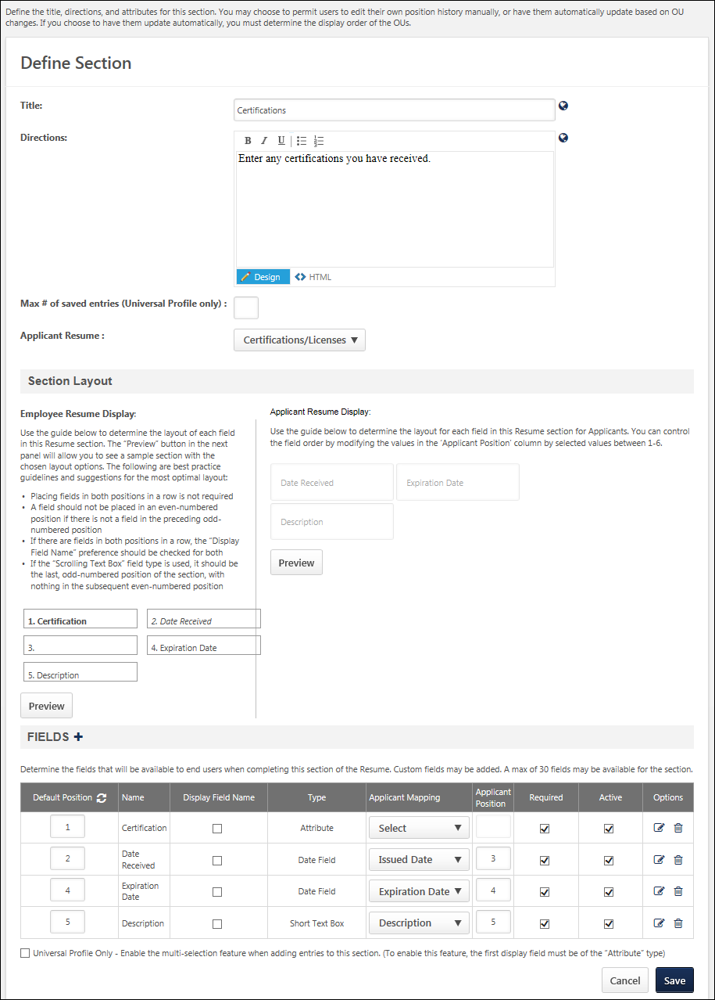 Define the title, directions, and attributes for this section. You may choose to permit users to edit their own position history manually, or have them automatically update based on OU
changes. If you choose to have them update automatically, you must determine the display order of the OUs.
Define Section
Title:
Certifications
Directions:
B I U
Enter any certifications you have received.
Design HTML
Max # of saved entries (Universal Profile only) :
Applicant Resume :
Certifications/Licenses ▼
Section Layout
Employee Resume Display:
Use the guide below to determine the layout of each field
in this Resume section. The "Preview" button in the next
panel will allow you to see a sample section with the
chosen layout options. The following are best practice
guidelines and suggestions for the most optimal layout:
• Placing fields in both positions in a row is not required
• A field should not be placed in an even-numbered
position if there is not a field in the preceding odd-
numbered position
• If there are fields in both positions in a row, the "Display
Field Name" preference should be checked for both
• If the "Scrolling Text Box" field type is used, it should be
the last, odd-numbered position of the section, with
nothing in the subsequent even-numbered position
1. Certification 2. Date Received
3. 4. Expiration Date
5. Description
Preview
Applicant Resume Display:
Use the guide below to determine the layout for each field in this Resume section for Applicants. You can control
the field order by modifying the values in the 'Applicant Position' column by selected values between 1-6.
Date Received Expiration Date
Description
Preview
FIELDS +
Determine the fields that will be available to end users when completing this section of the Resume. Custom fields may be added. A max of 30 fields may be available for the section.
Default Position Name Display Field Name Type Applicant Mapping Applicant Position Required Active Options
1 Certification Attribute Select ▼
2 Date Received Date Field Issued Date ▼ 3
4 Expiration Date Date Field Expiration Date ▼ 4
5 Description Short Text Box Description ▼ 5
Universal Profile Only - Enable the multi-selection feature when adding entries to this section. (To enable this feature, the first display field must be of the "Attribute" type)
Cancel Save